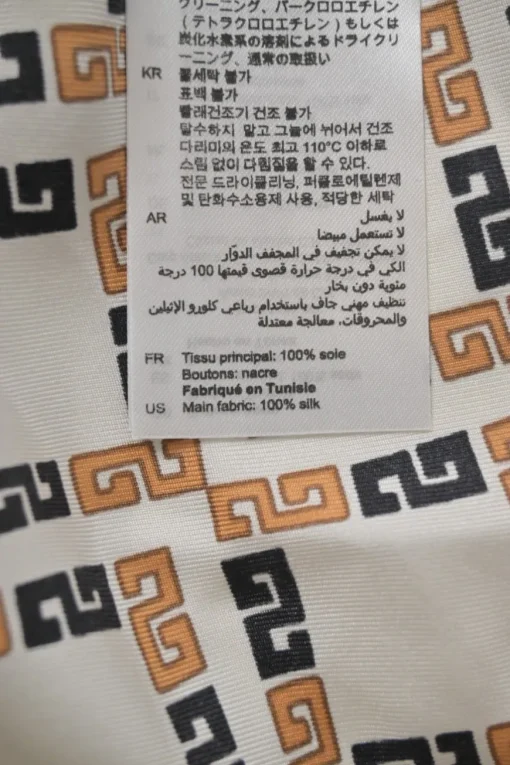 クリーニング、パークロロエチレン
(テトラクロロエチレン)もしくは
炭化水素系の溶剤によるドライクリ
ーニング、通常の取扱い
KR 물세탁 불가
표백 불가
빨래건조기 건조 불가
탈수하지 말고 그늘에 뉘어서 건조
다리미의 온도 최고 110°C 이하로
스팀 없이 다림질을 할 수 있다.
전문 드라이클리닝, 퍼클로에틸렌제
및 탄화수소용제 사용, 적당한 세탁
AR لا يغسل
لا تستعمل مبيضا
لا يمكن تجفيف في المجفف الدوّار
الكي في درجة حرارة قصوى قيمتها 100 درجة
مئوية دون بخار
تنظيف مهني جاف باستخدام رباعي كلورو الإثيلين
والمحروقات، معالجة معتدلة
FR Tissu principal: 100% soie
Boutons: nacre
Fabriqué en Tunisie
US Main fabric: 100% silk